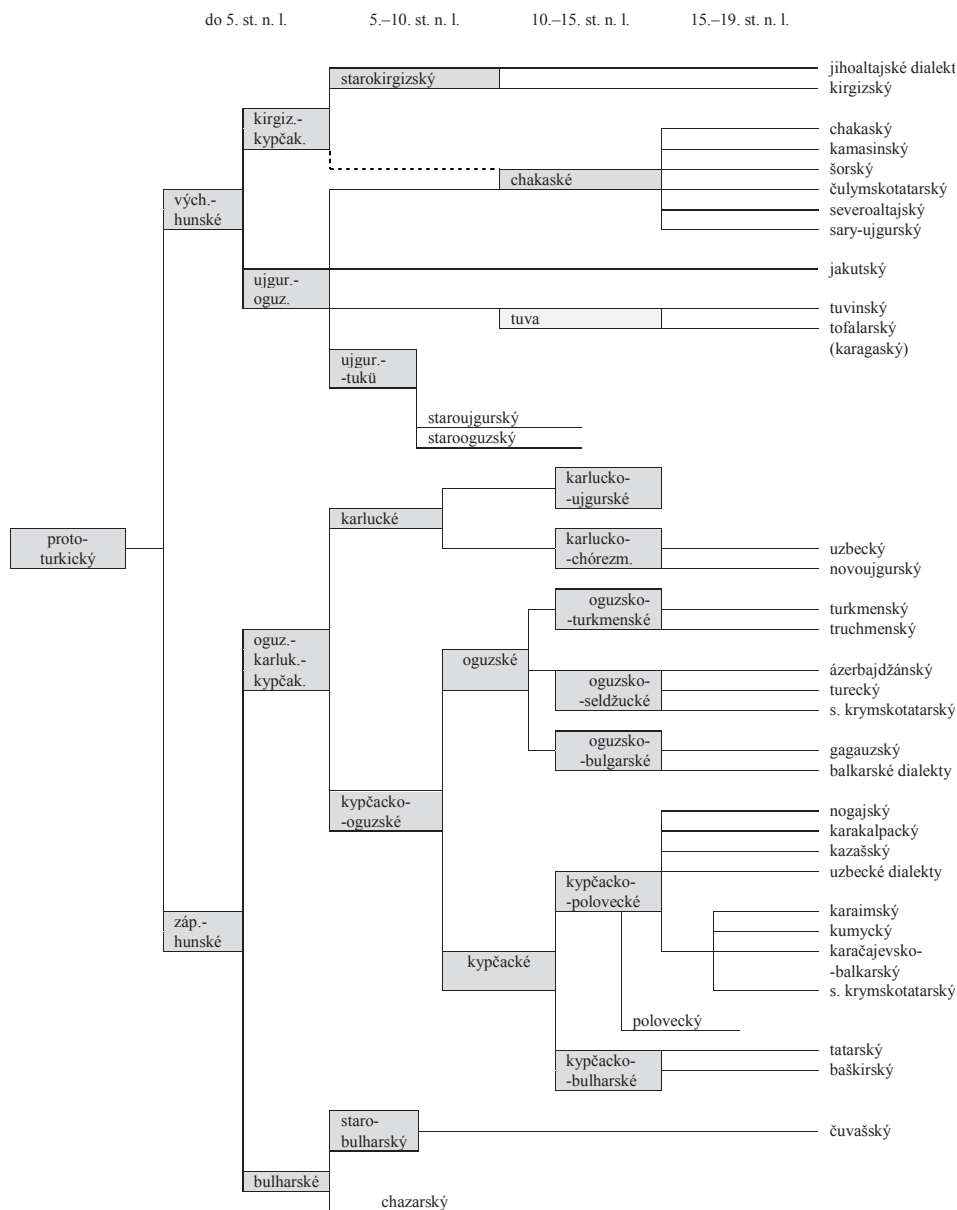 do 5. st. n. l. 5.–10. st. n. l. 10.–15. st. n. l. 15.–19. st. n. l.
jihoaltajské dialekt
starokirgizský
kirgizský
kirgiz.-
kypčak.
chakaský
kamasinský
šorský
chakaské
čulymskotatarský
vých.-
hunské
severoaltajský
sary-ujgurský
jakutský
ujgur.-
oguz.
tuvinský
tuva
tofalarský
(karagaský)
ujgur.-
-tukü
staroujgurský
starooguzský
karlucko-
-ujgurské
karlucké
proto-
turkický
karlucko-
-chórezm.
uzbecký
novoujgurský
oguzsko-
-turkmenské
turkmenský
truchmenský
oguz.-
karluk.-
kypčak.
oguzské
oguzsko-
-seldžucké
ázerbajdžánský
turecký
s. krymskotatarský
oguzsko-
-bulgarské
gagauzský
balkarské dialekty
kypčacko-
-oguzské
nogajský
karakalpacký
kazašský
uzbecké dialekty
kypčacko-
-polovecké
záp.-
hunské
karaimský
kumycký
karačajevsko-
-balkarský
s. krymskotatarský
kypčacké
polovecký
kypčacko-
-bulharské
tatarský
baškirský
staro-
bulharský
čuvašský
bulharské
chazarský